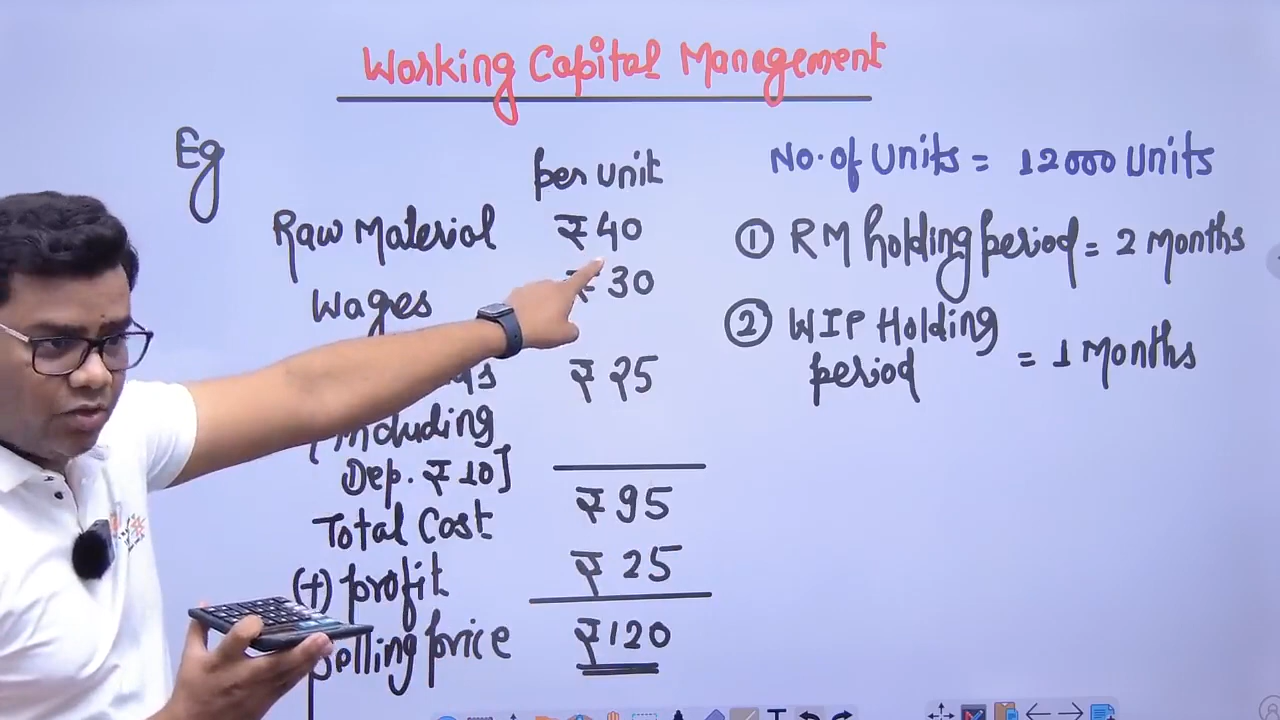 Working Capital Management
Eg
per unit
Raw Material ₹40
Wages ₹30
₹25
Including
Dep. ₹10]
Total Cost ₹95
(+) profit ₹25
Selling price ₹120
No. of Units = 12000 Units
① RM holding period = 2 Months
② WIP Holding
period = 1 Months